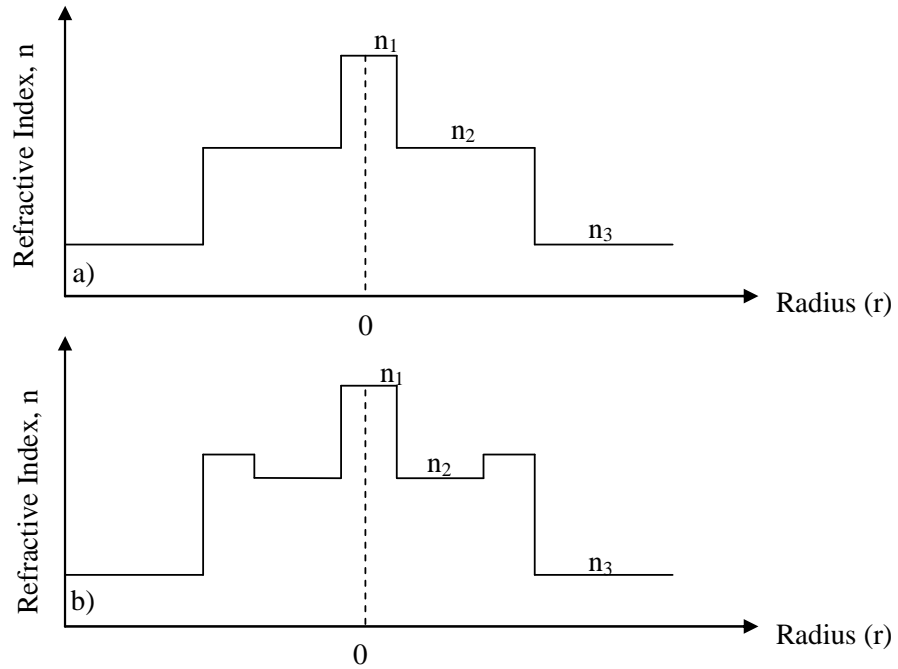 Refractive Index, n
n₁
n₂
n₃
a)
Radius (r)
0
Refractive Index, n
n₁
n₂
n₃
b)
Radius (r)
0